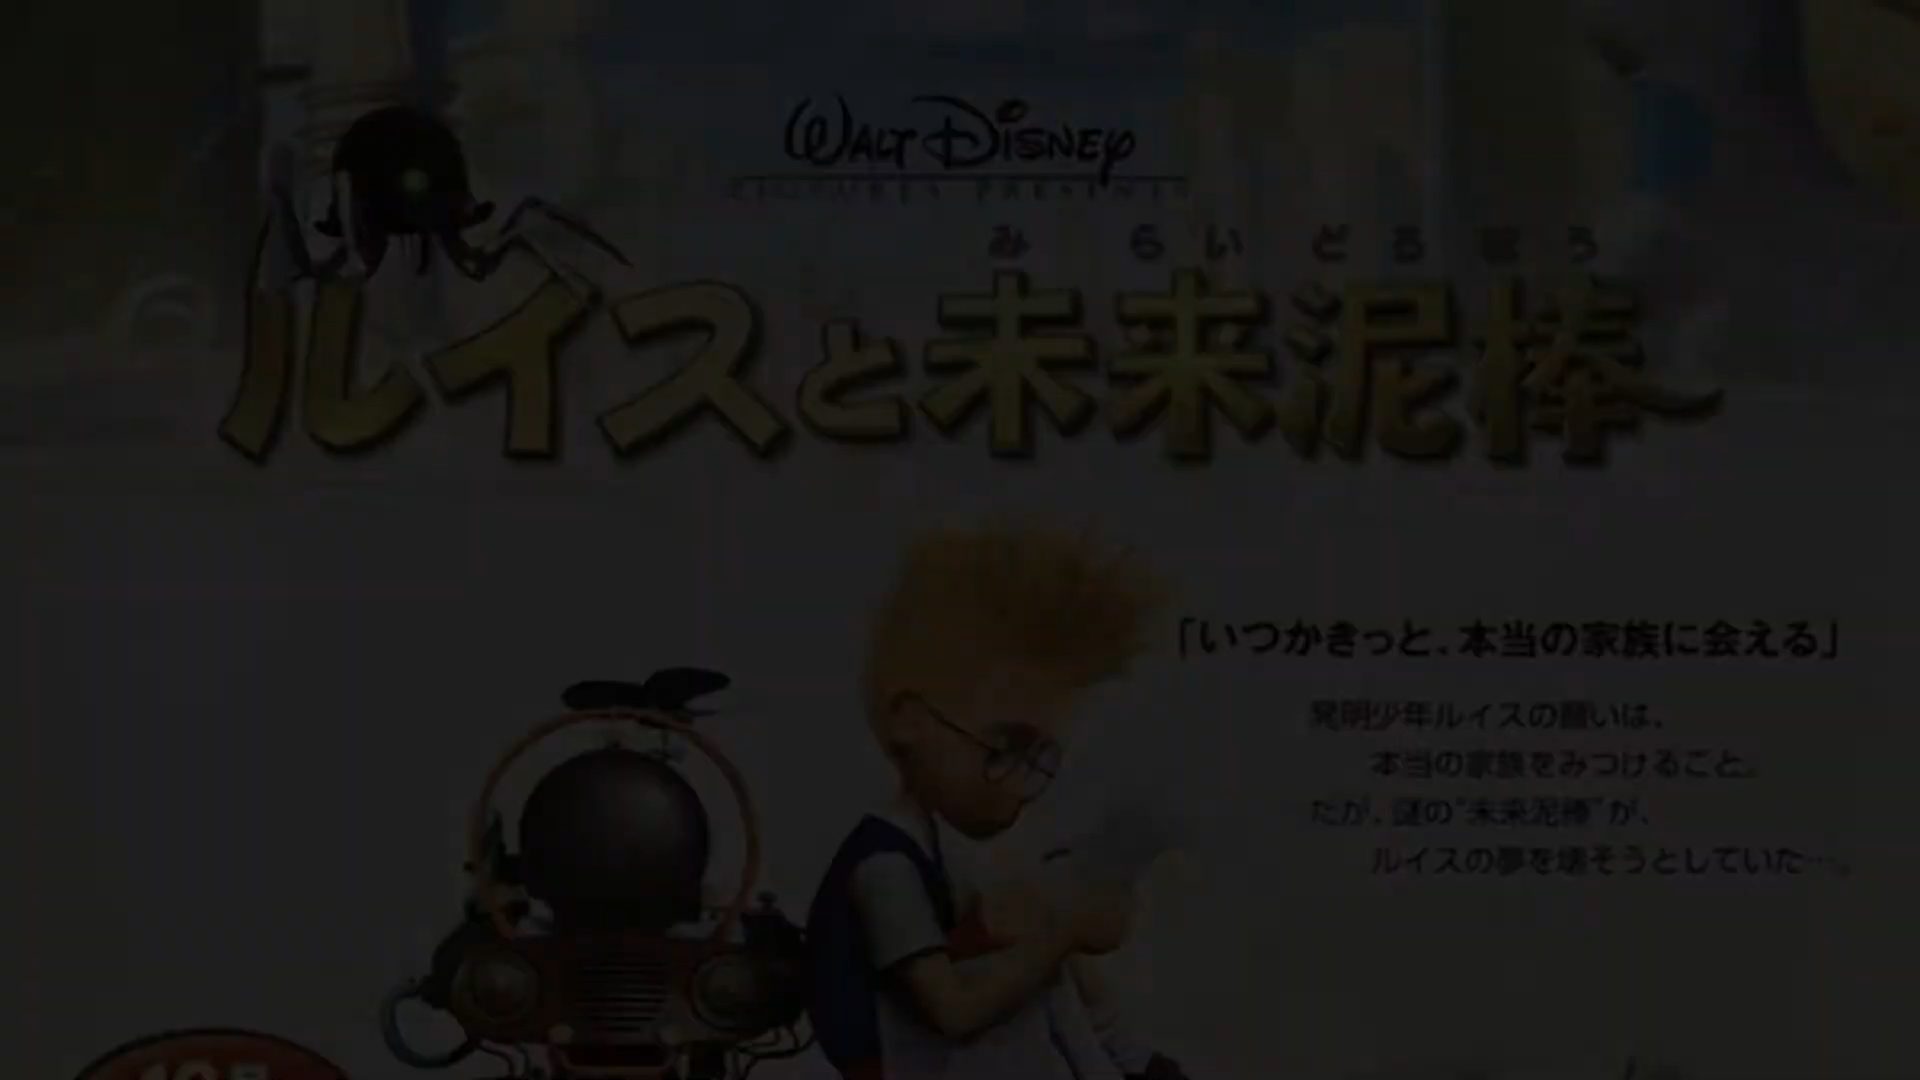 WALT DISNEY
PICTURES PRESENTS
みらいどろぼう
ルイスと未来泥棒
「いつかきっと、本当の家族に会える」
発明少年ルイスの願いは、
本当の家族をみつけること。
だが、謎の"未来泥棒"が、
ルイスの夢を壊そうとしていた…。